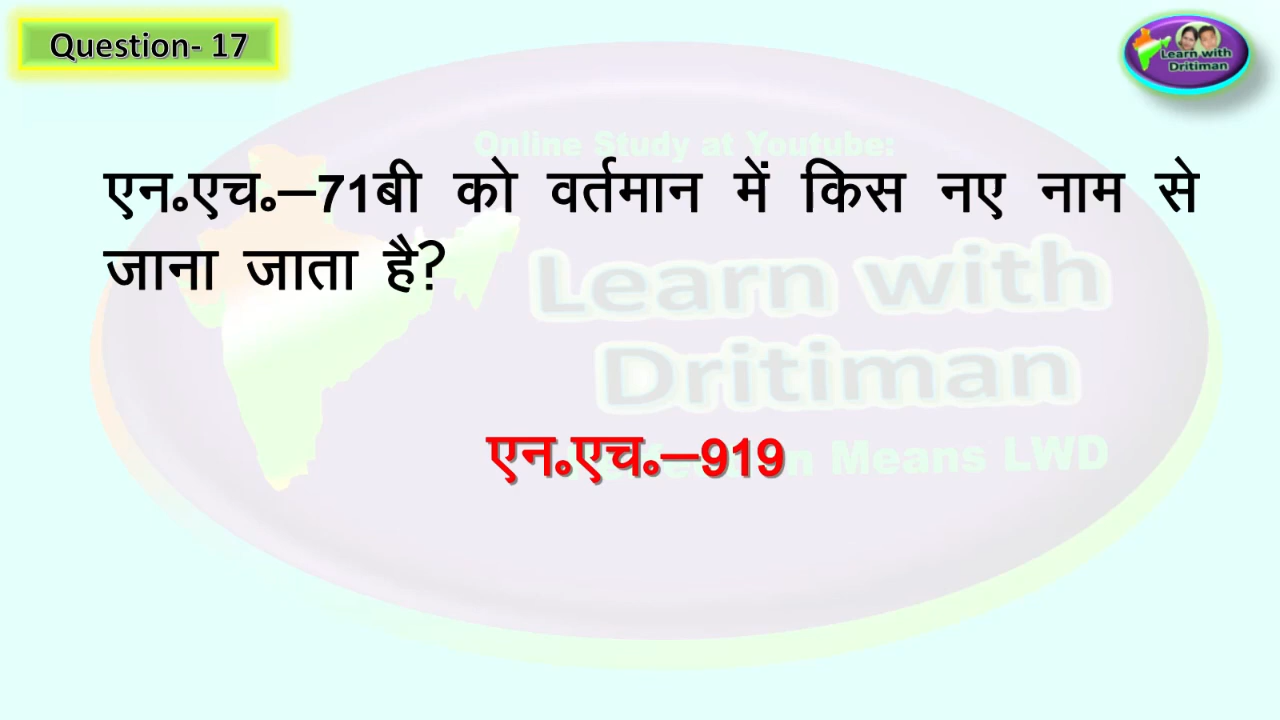 Question- 17
Learn with
Dritiman
Online Study at Youtube:
एन॰एच॰–71बी को वर्तमान में किस नए नाम से
जाना जाता है?
Learn with
Dritiman
एन॰एच॰–919
Means LWD